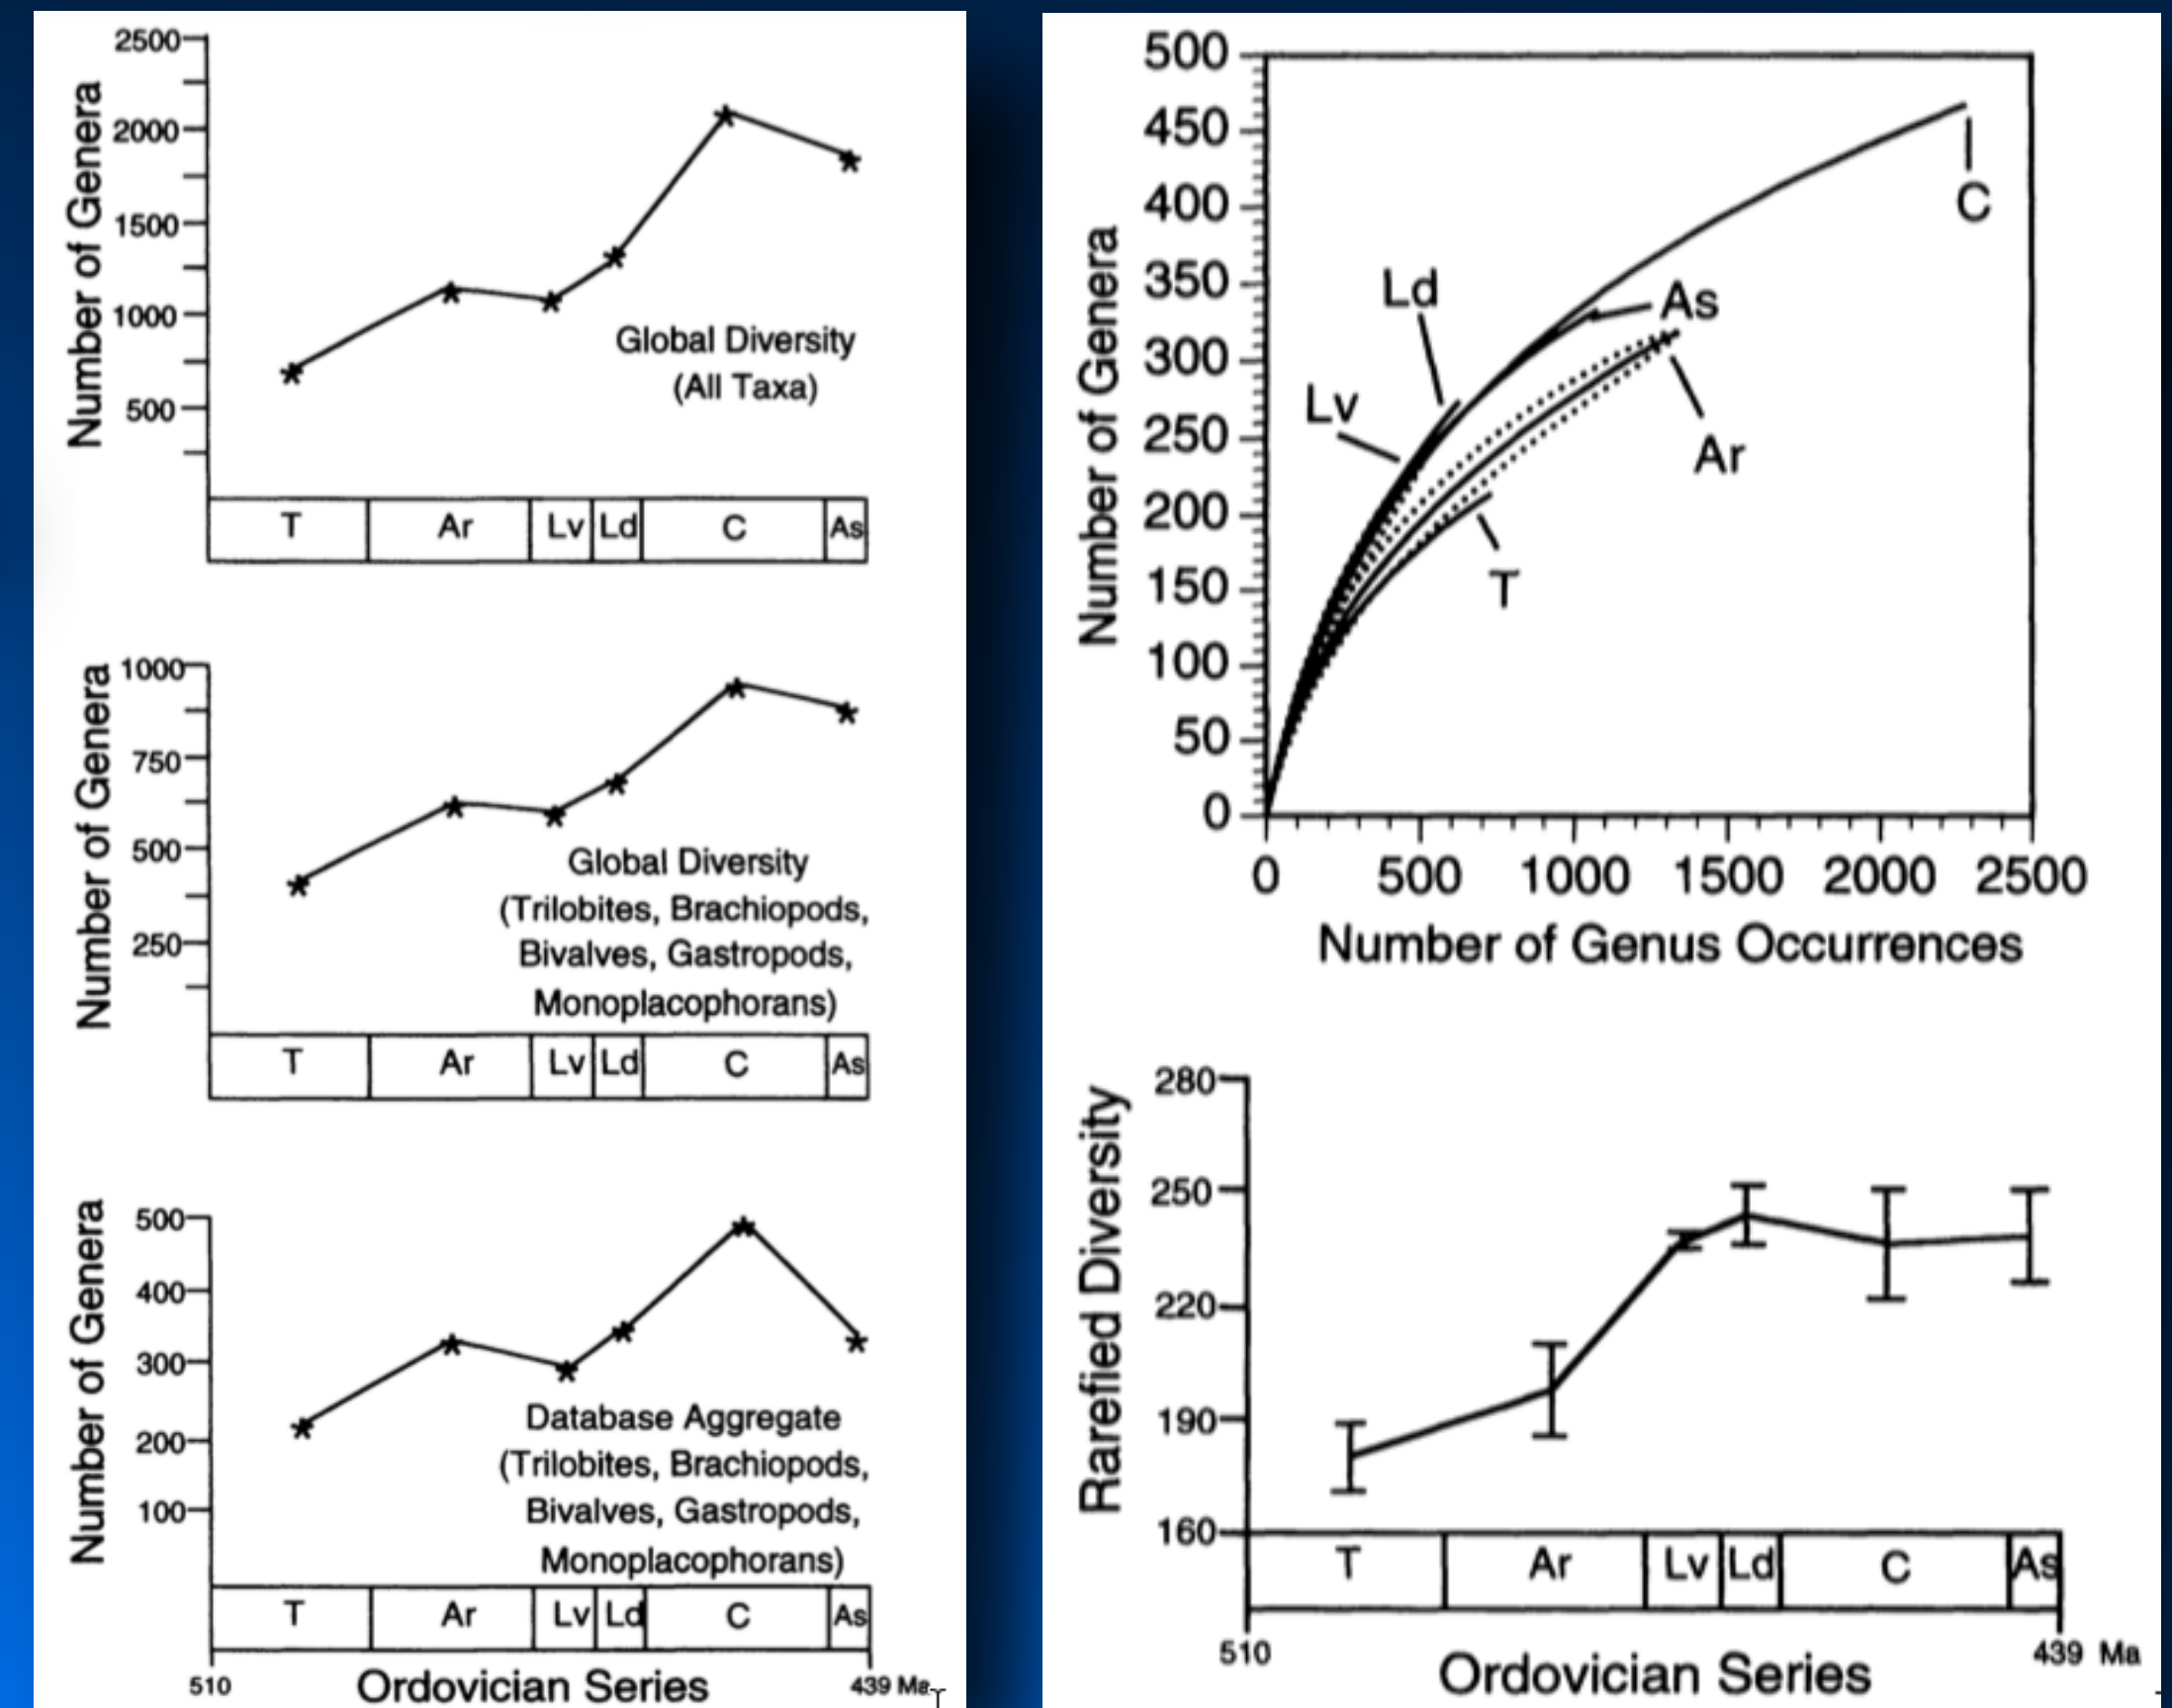 2500
2000
1500
1000
500
Number of Genera
Global Diversity
(All Taxa)
T Ar Lv Ld C As
1000
750
500
250
Number of Genera
Global Diversity
(Trilobites, Brachiopods,
Bivalves, Gastropods,
Monoplacophorans)
T Ar Lv Ld C As
500
400
300
200
100
Number of Genera
Database Aggregate
(Trilobites, Brachiopods,
Bivalves, Gastropods,
Monoplacophorans)
T Ar Lv Ld C As
510 Ordovician Series 439 Ma
500
450
400
350
300
250
200
150
100
50
0
Number of Genera
C
Ld
As
Lv
Ar
T
0 500 1000 1500 2000 2500
Number of Genus Occurrences
280
250
220
190
160
Rarefied Diversity
T Ar Lv Ld C As
510 439 Ma
Ordovician Series